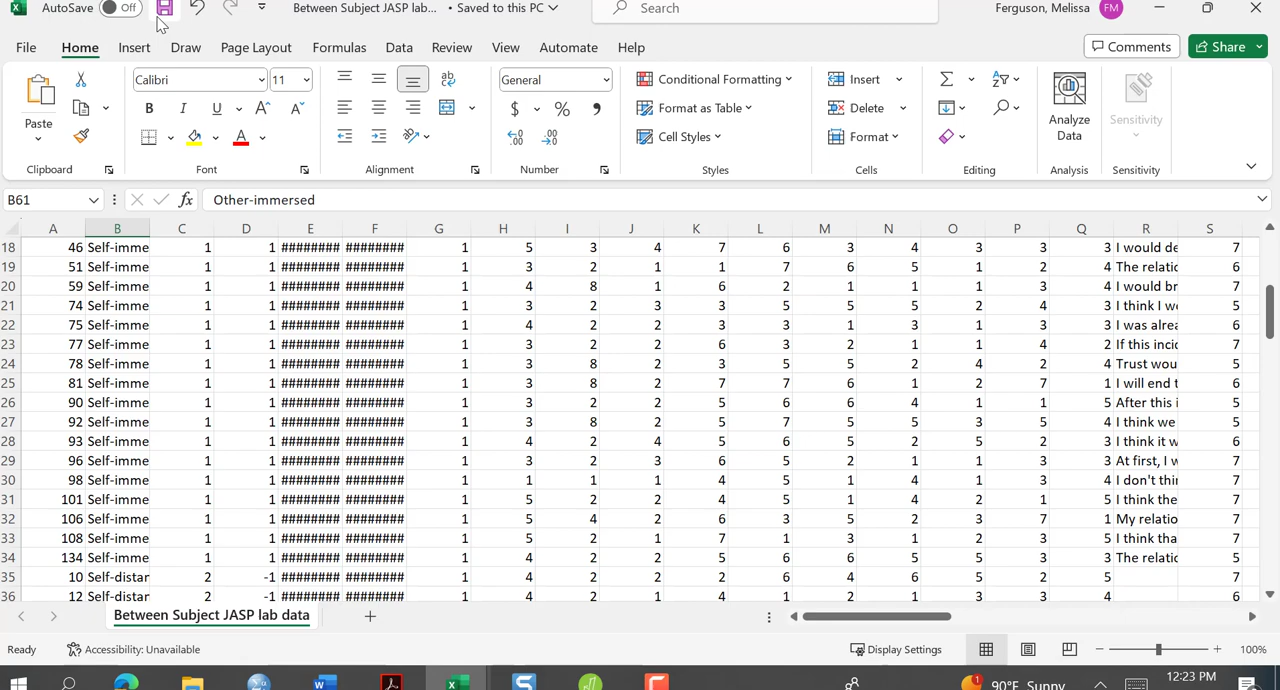 AutoSave Off Between Subject JASP lab... • Saved to this PC Search Ferguson, Melissa FM
File Home Insert Draw Page Layout Formulas Data Review View Automate Help Comments Share
Paste Calibri 11 ab General Conditional Formatting Insert
B I U A A $ % , Format as Table Delete Analyze Data Sensitivity
A Cell Styles Format
Clipboard Font Alignment Number Styles Cells Editing Analysis Sensitivity
B61 fx Other-immersed
A B C D E F G H I J K L M N O P Q R S
18 46 Self-imme 1 1 ######## ######## 1 5 3 4 7 6 3 4 3 3 3 I would de 7
19 51 Self-imme 1 1 ######## ######## 1 3 2 1 1 7 6 5 1 2 4 The relatic 6
20 59 Self-imme 1 1 ######## ######## 1 4 8 1 6 2 1 1 1 3 4 I would br 7
21 74 Self-imme 1 1 ######## ######## 1 3 2 3 3 5 5 5 2 4 3 I think I w 5
22 75 Self-imme 1 1 ######## ######## 1 4 2 2 3 3 1 3 1 3 3 I was alrea 6
23 77 Self-imme 1 1 ######## ######## 1 3 2 2 6 3 2 1 1 4 2 If this inci 7
24 78 Self-imme 1 1 ######## ######## 1 3 8 2 3 5 5 2 4 2 4 Trust wou 5
25 81 Self-imme 1 1 ######## ######## 1 3 8 2 7 7 6 1 2 7 1 I will end t 6
26 90 Self-imme 1 1 ######## ######## 1 3 2 2 5 6 6 4 1 1 5 After this i 5
27 92 Self-imme 1 1 ######## ######## 1 3 8 2 5 7 5 5 3 5 4 I think we 5
28 93 Self-imme 1 1 ######## ######## 1 4 2 4 5 6 5 2 5 2 3 I think it w 6
29 96 Self-imme 1 1 ######## ######## 1 3 2 3 6 5 2 1 1 3 3 At first, I w 7
30 98 Self-imme 1 1 ######## ######## 1 1 1 1 4 5 1 4 1 3 4 I don't thin 7
31 101 Self-imme 1 1 ######## ######## 1 5 2 2 4 5 1 4 2 1 5 I think the 7
32 106 Self-imme 1 1 ######## ######## 1 5 4 2 6 3 5 2 3 7 1 My relatio 7
33 108 Self-imme 1 1 ######## ######## 1 5 2 1 7 1 3 1 2 3 5 I think tha 7
34 134 Self-imme 1 1 ######## ######## 1 4 2 2 5 6 6 5 5 3 3 The relatic 5
35 10 Self-distar 2 -1 ######## ######## 1 4 2 2 2 6 4 6 5 2 5 7
36 12 Self-distar 2 -1 ######## ######## 1 4 2 1 4 1 2 1 3 3 4 6
Between Subject JASP lab data
Ready Accessibility: Unavailable Display Settings 100%
1 90°F Sunny 12:23 PM